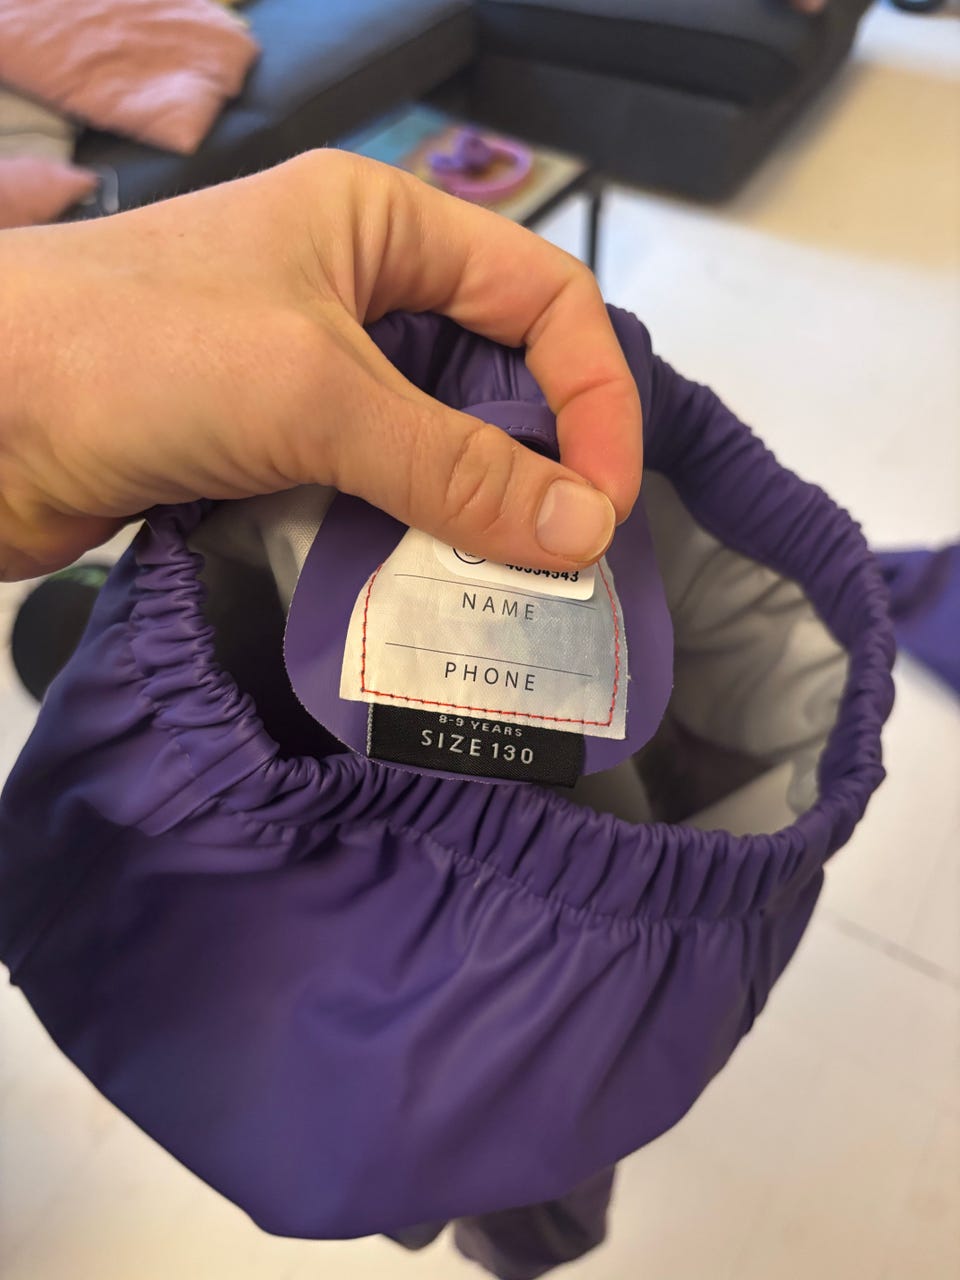 NAME
PHONE
8-9 YEARS
SIZE 130